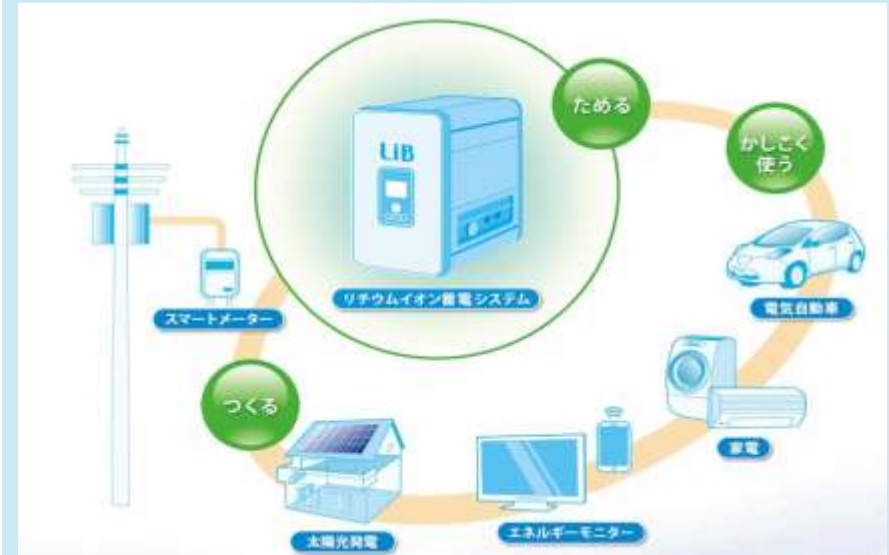 ためる
かしこく
使う
LiB
リチウムイオン蓄電システム
スマートメーター
電気自動車
つくる
家電
エネルギーモニター
太陽光発電